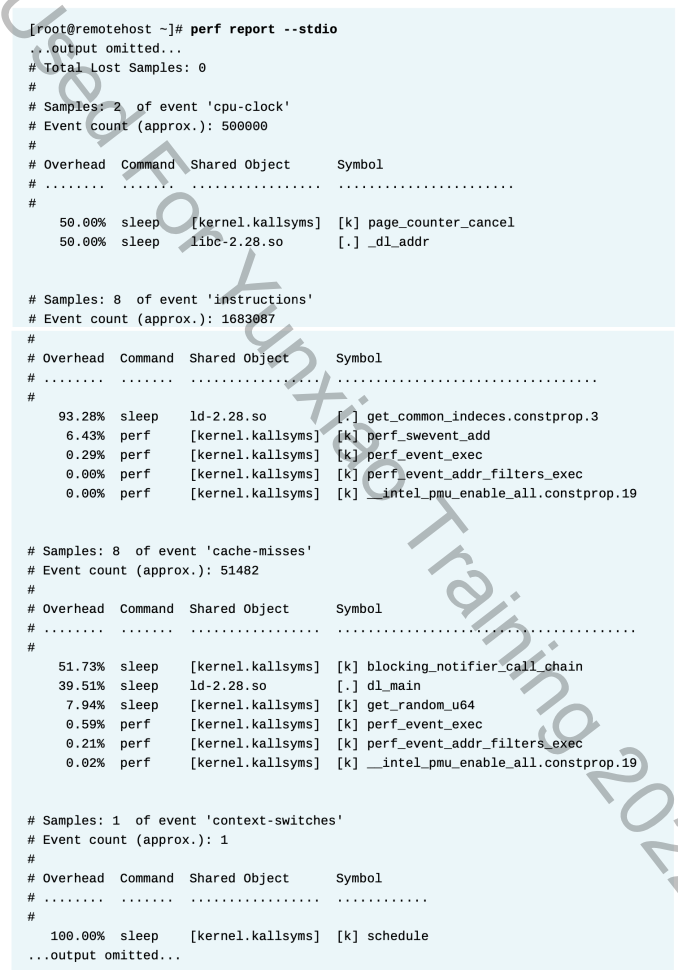 [root@remotehost ~]# perf report --stdio
...output omitted...
# Total Lost Samples: 0
#
# Samples: 2  of event 'cpu-clock'
# Event count (approx.): 500000
#
# Overhead  Command  Shared Object      Symbol
# ........  .......  .................  .......................
#
    50.00%  sleep    [kernel.kallsyms]  [k] page_counter_cancel
    50.00%  sleep    libc-2.28.so       [.] _dl_addr
# Samples: 8  of event 'instructions'
# Event count (approx.): 1683087
#
# Overhead  Command  Shared Object      Symbol
# ........  .......  .................  ..................................
#
    93.28%  sleep    ld-2.28.so         [.] get_common_indeces.constprop.3
     6.43%  perf     [kernel.kallsyms]  [k] perf_swevent_add
     0.29%  perf     [kernel.kallsyms]  [k] perf_event_exec
     0.00%  perf     [kernel.kallsyms]  [k] perf_event_addr_filters_exec
     0.00%  perf     [kernel.kallsyms]  [k] __intel_pmu_enable_all.constprop.19
# Samples: 8  of event 'cache-misses'
# Event count (approx.): 51482
#
# Overhead  Command  Shared Object      Symbol
# ........  .......  .................  .......................................
#
    51.73%  sleep    [kernel.kallsyms]  [k] blocking_notifier_call_chain
    39.51%  sleep    ld-2.28.so         [.] dl_main
     7.94%  sleep    [kernel.kallsyms]  [k] get_random_u64
     0.59%  perf     [kernel.kallsyms]  [k] perf_event_exec
     0.21%  perf     [kernel.kallsyms]  [k] perf_event_addr_filters_exec
     0.02%  perf     [kernel.kallsyms]  [k] __intel_pmu_enable_all.constprop.19
# Samples: 1  of event 'context-switches'
# Event count (approx.): 1
#
# Overhead  Command  Shared Object      Symbol
# ........  .......  .................  ............
#
   100.00%  sleep    [kernel.kallsyms]  [k] schedule
...output omitted...
Used For Yunxiao Training 202